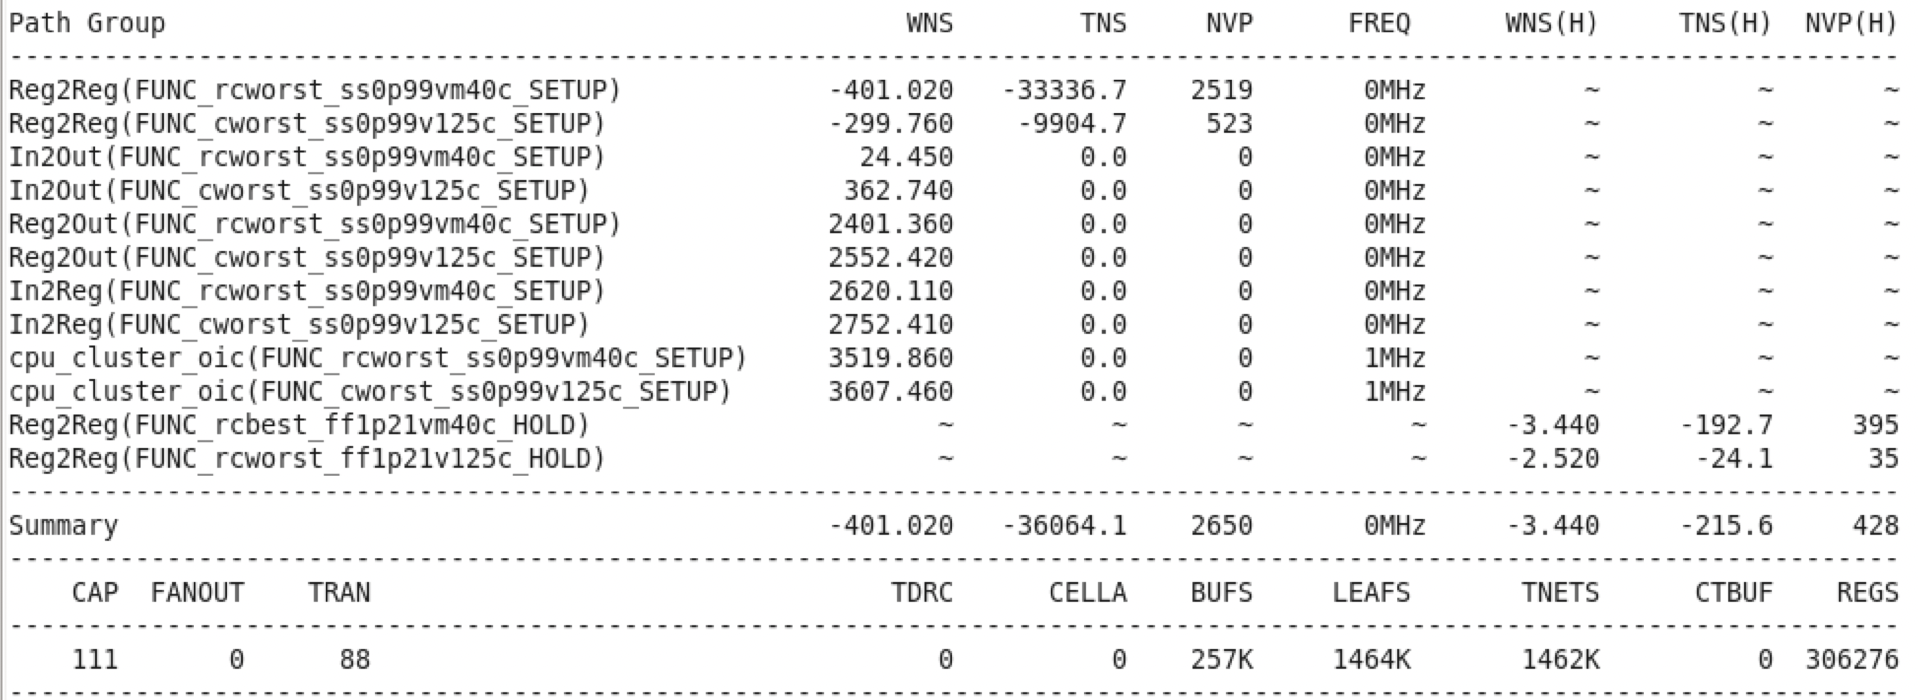 Path Group WNS TNS NVP FREQ WNS(H) TNS(H) NVP(H)
Reg2Reg(FUNC_rcworst_ss0p99vm40c_SETUP) -401.020 -33336.7 2519 0MHz ~ ~ ~
Reg2Reg(FUNC_cworst_ss0p99v125c_SETUP) -299.760 -9904.7 523 0MHz ~ ~ ~
In2Out(FUNC_rcworst_ss0p99vm40c_SETUP) 24.450 0.0 0 0MHz ~ ~ ~
In2Out(FUNC_cworst_ss0p99v125c_SETUP) 362.740 0.0 0 0MHz ~ ~ ~
Reg2Out(FUNC_rcworst_ss0p99vm40c_SETUP) 2401.360 0.0 0 0MHz ~ ~ ~
Reg2Out(FUNC_cworst_ss0p99v125c_SETUP) 2552.420 0.0 0 0MHz ~ ~ ~
In2Reg(FUNC_rcworst_ss0p99vm40c_SETUP) 2620.110 0.0 0 0MHz ~ ~ ~
In2Reg(FUNC_cworst_ss0p99v125c_SETUP) 2752.410 0.0 0 0MHz ~ ~ ~
cpu_cluster_oic(FUNC_rcworst_ss0p99vm40c_SETUP) 3519.860 0.0 0 1MHz ~ ~ ~
cpu_cluster_oic(FUNC_cworst_ss0p99v125c_SETUP) 3607.460 0.0 0 1MHz ~ ~ ~
Reg2Reg(FUNC_rcbest_ff1p21vm40c_HOLD) ~ ~ ~ ~ -3.440 -192.7 395
Reg2Reg(FUNC_rcworst_ff1p21v125c_HOLD) ~ ~ ~ ~ -2.520 -24.1 35
Summary -401.020 -36064.1 2650 0MHz -3.440 -215.6 428
CAP FANOUT TRAN TDRC CELLA BUFS LEAFS TNETS CTBUF REGS
111 0 88 0 0 257K 1464K 1462K 0 306276